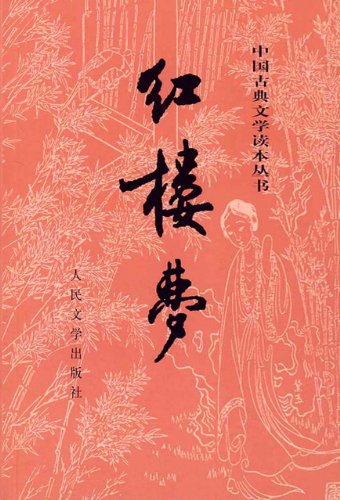 中国古典文学读本丛书
红楼梦
人民文学出版社